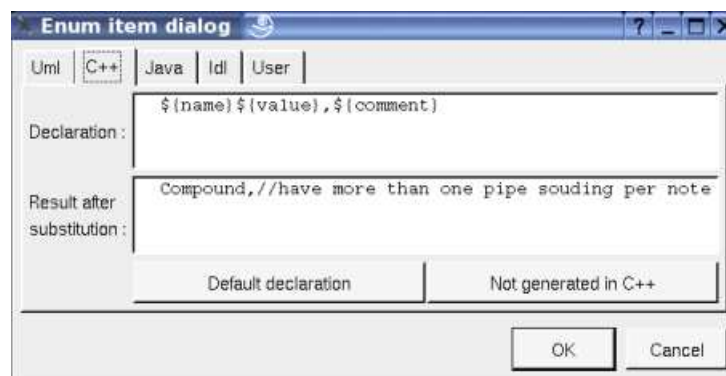 Enum item dialog
Uml C++ Java Idl User
Declaration :
${name}${value},${comment}
Result after
substitution :
Compound,//have more than one pipe souding per note
Default declaration Not generated in C++
OK Cancel